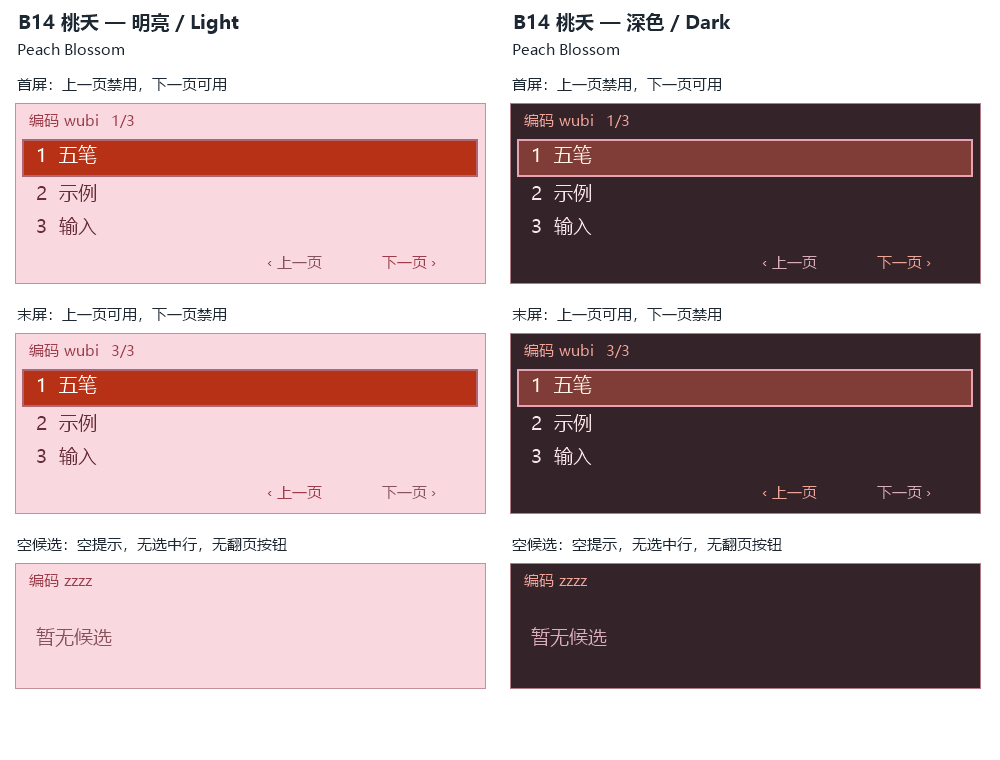 B14 桃夭 — 明亮 / Light
Peach Blossom
首屏：上一页禁用，下一页可用
编码 wubi 1/3
1 五笔
2 示例
3 输入
‹ 上一页 下一页 ›
末屏：上一页可用，下一页禁用
编码 wubi 3/3
1 五笔
2 示例
3 输入
‹ 上一页 下一页 ›
空候选：空提示，无选中行，无翻页按钮
编码 zzzz
暂无候选
B14 桃夭 — 深色 / Dark
Peach Blossom
首屏：上一页禁用，下一页可用
编码 wubi 1/3
1 五笔
2 示例
3 输入
‹ 上一页 下一页 ›
末屏：上一页可用，下一页禁用
编码 wubi 3/3
1 五笔
2 示例
3 输入
‹ 上一页 下一页 ›
空候选：空提示，无选中行，无翻页按钮
编码 zzzz
暂无候选